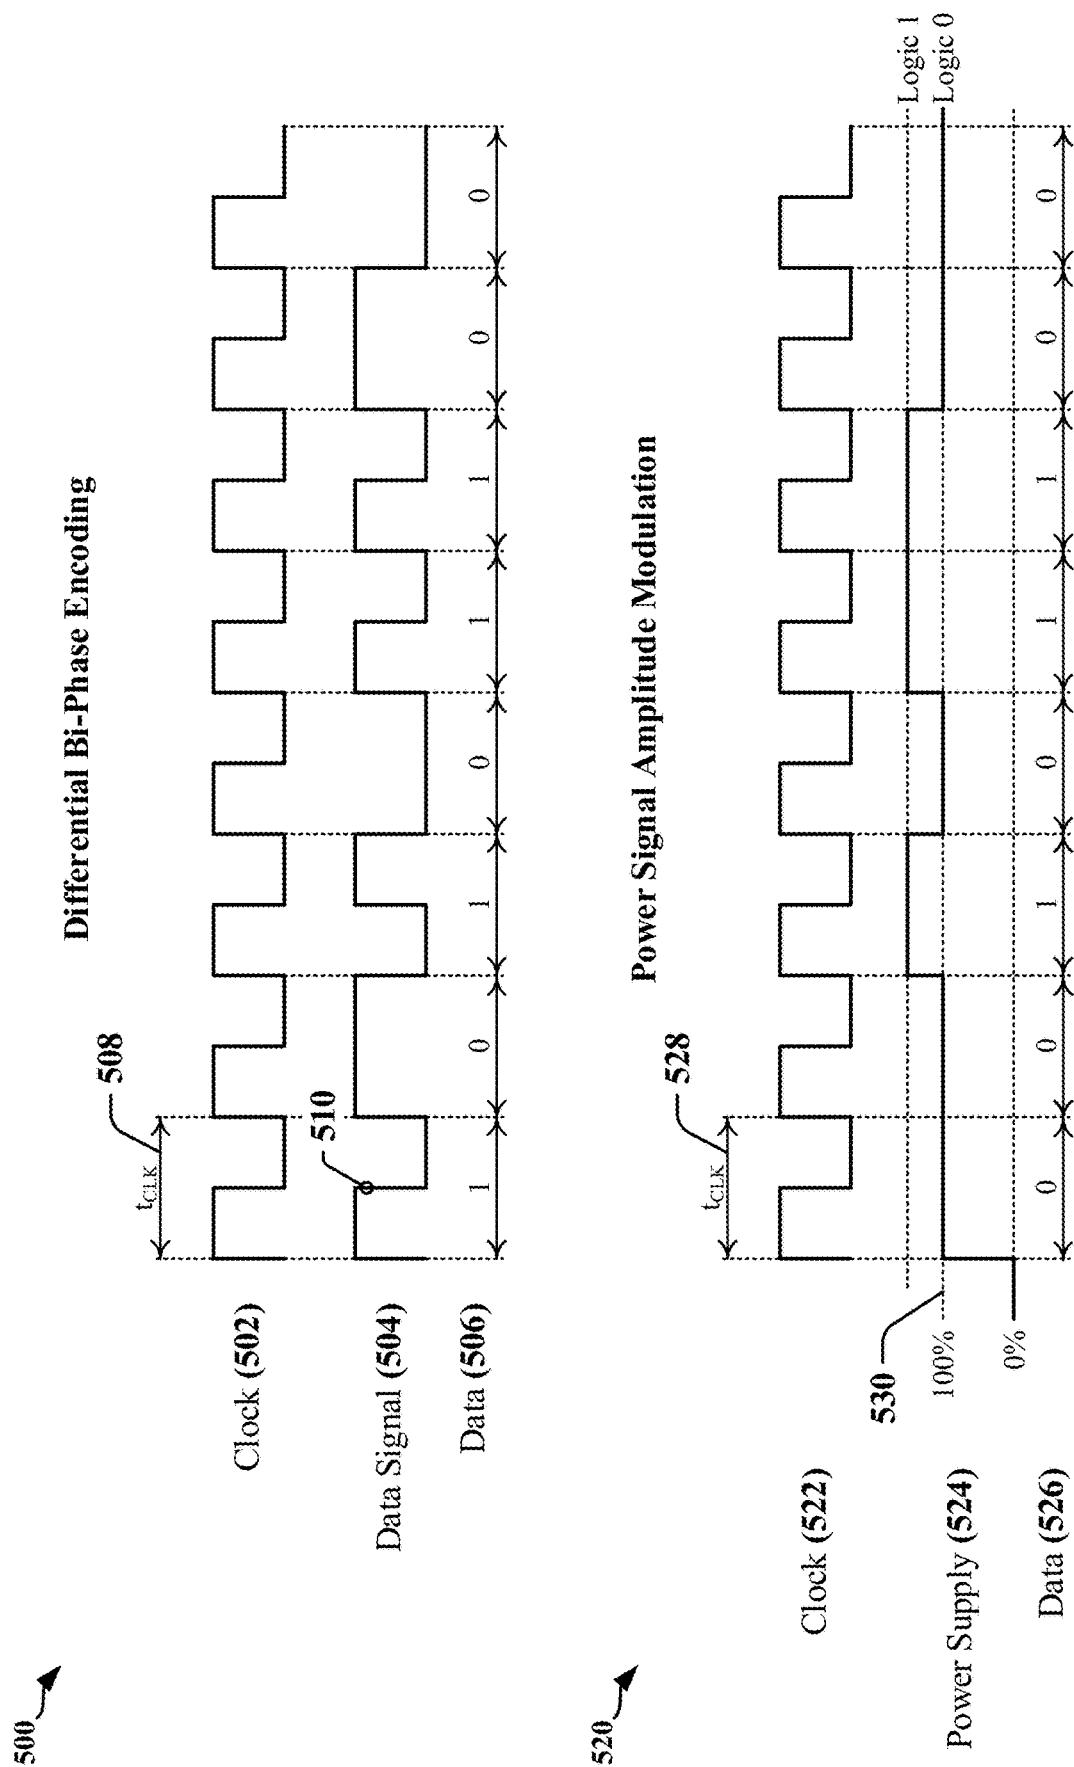 500
Differential Bi-Phase Encoding
508
t_CLK
Clock (502)
510
Data Signal (504)
Data (506) 1 0 1 0 1 1 0 0
520
Power Signal Amplitude Modulation
528
t_CLK
Clock (522)
530
Logic 1
100% Logic 0
Power Supply (524)
0%
Data (526) 0 0 1 0 1 1 0 0